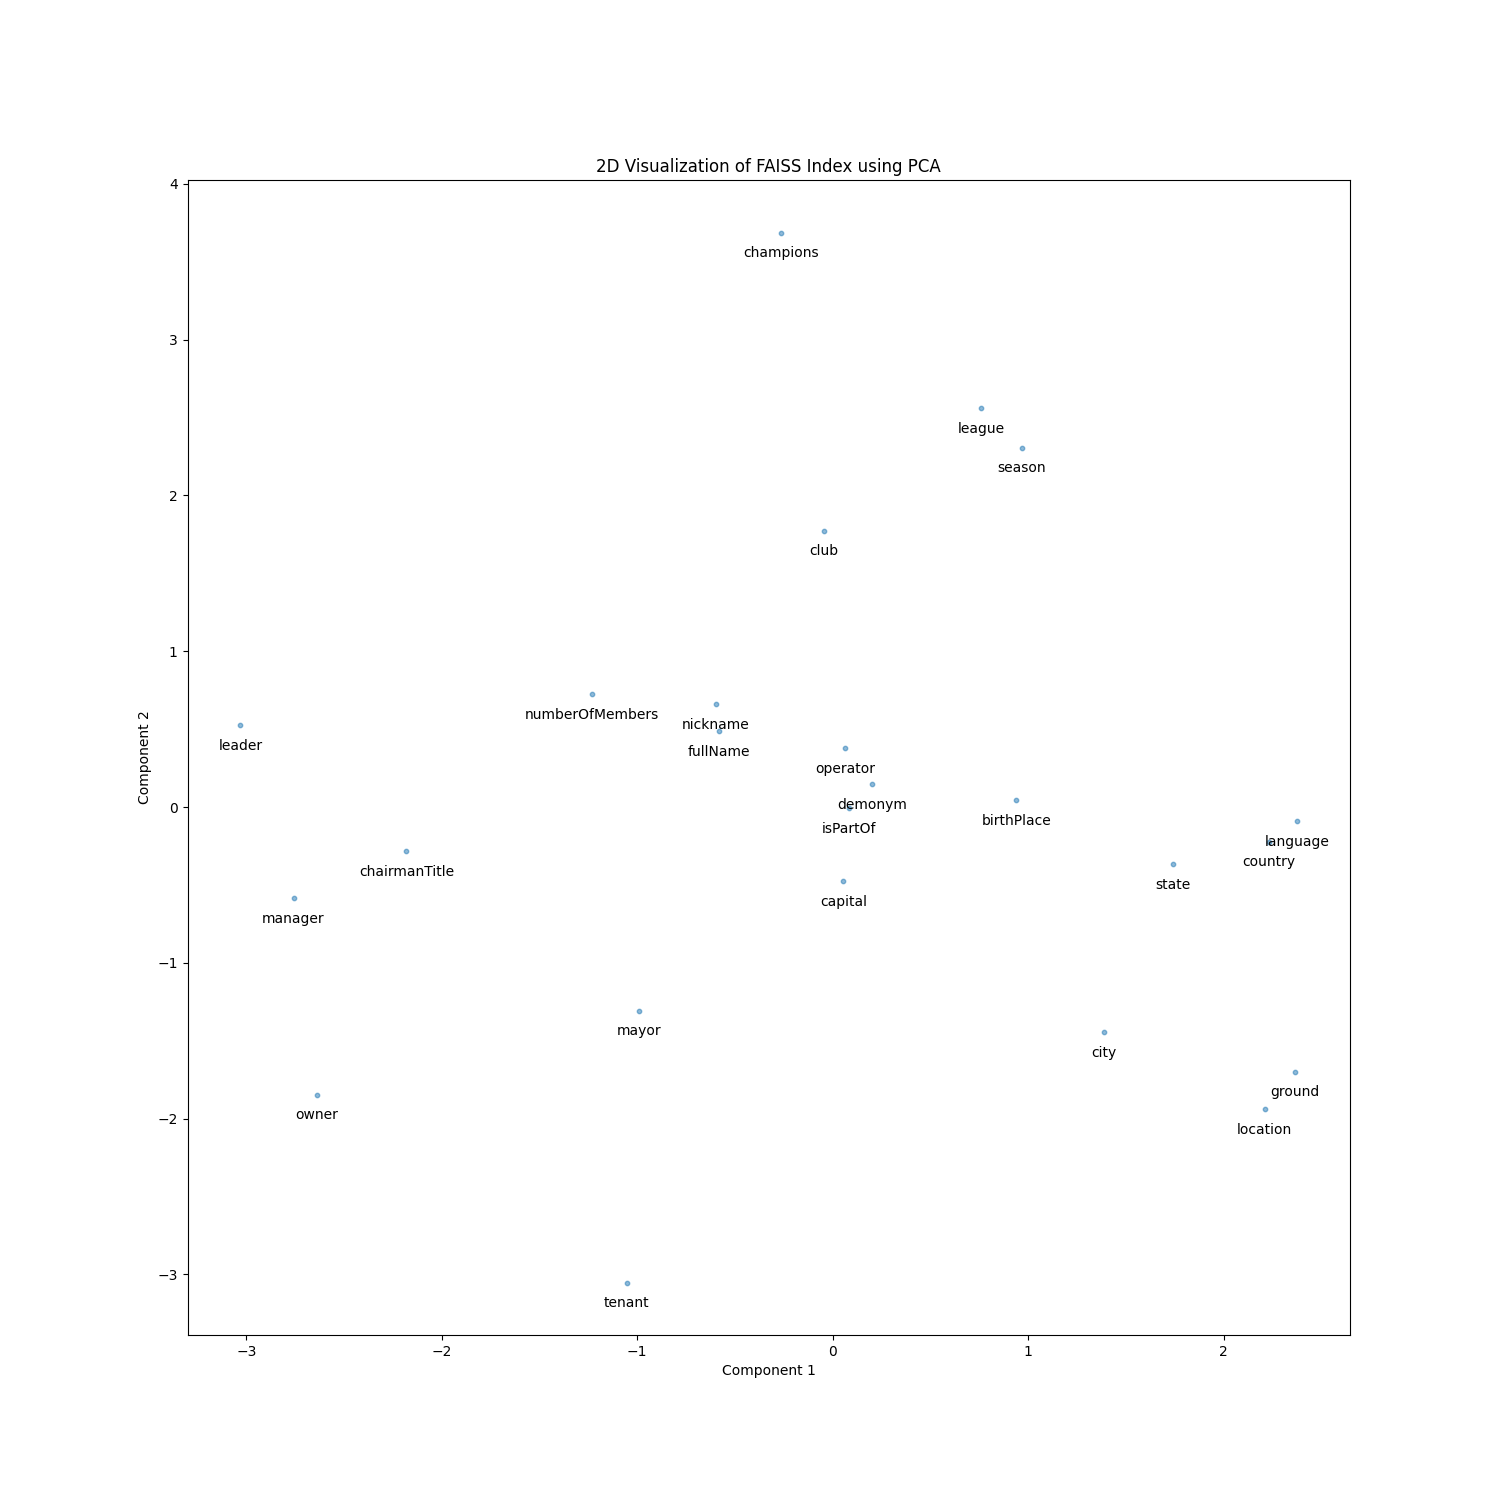 2D Visualization of FAISS Index using PCA
4
champions
3
league
season
2
club
1
numberOfMembers
nickname
leader
fullName
operator
Component 2
demonym
0
birthPlace
isPartOf
language
country
chairmanTitle
state
capital
manager
−1
mayor
city
ground
owner
−2
location
−3
tenant
−3 −2 −1 0 1 2
Component 1